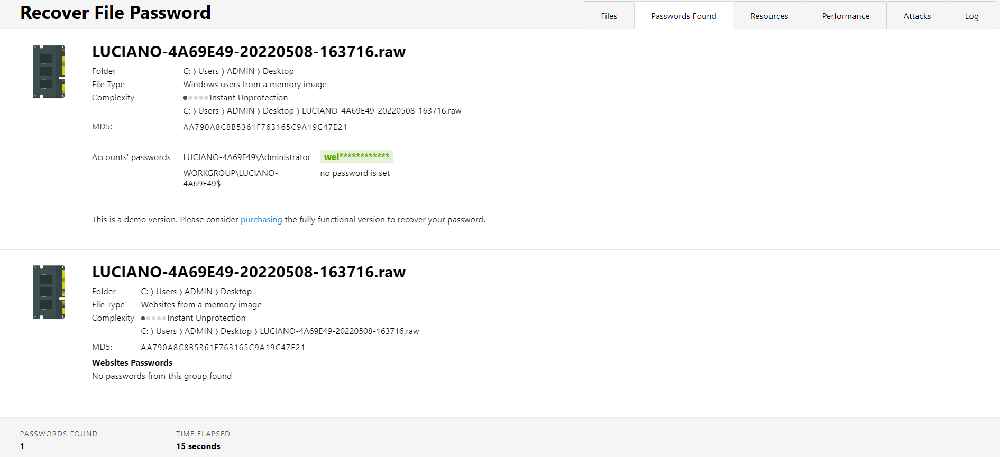 Recover File Password
Files
Passwords Found
Resources
Performance
Attacks
Log
LUCIANO-4A69E49-20220508-163716.raw
Folder C: ⟩ Users ⟩ ADMIN ⟩ Desktop
File Type Windows users from a memory image
Complexity Instant Unprotection
C: ⟩ Users ⟩ ADMIN ⟩ Desktop ⟩ LUCIANO-4A69E49-20220508-163716.raw
MD5: AA790A8C8B5361F763165C9A19C47E21
Accounts' passwords LUCIANO-4A69E49\Administrator wel************
WORKGROUP\LUCIANO- no password is set
4A69E49$
This is a demo version. Please consider purchasing the fully functional version to recover your password.
LUCIANO-4A69E49-20220508-163716.raw
Folder C: ⟩ Users ⟩ ADMIN ⟩ Desktop
File Type Websites from a memory image
Complexity Instant Unprotection
C: ⟩ Users ⟩ ADMIN ⟩ Desktop ⟩ LUCIANO-4A69E49-20220508-163716.raw
MD5: AA790A8C8B5361F763165C9A19C47E21
Websites Passwords
No passwords from this group found
PASSWORDS FOUND TIME ELAPSED
1 15 seconds